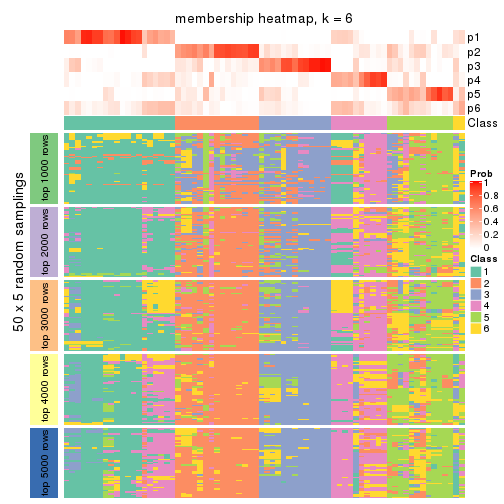 membership heatmap, k = 6
p1
p2
p3
p4
p5
p6
Class
50 x 5 random samplings
top 1000 rows
top 2000 rows
top 3000 rows
top 4000 rows
top 5000 rows
Prob
1
0.8
0.6
0.4
0.2
0
Class
1
2
3
4
5
6